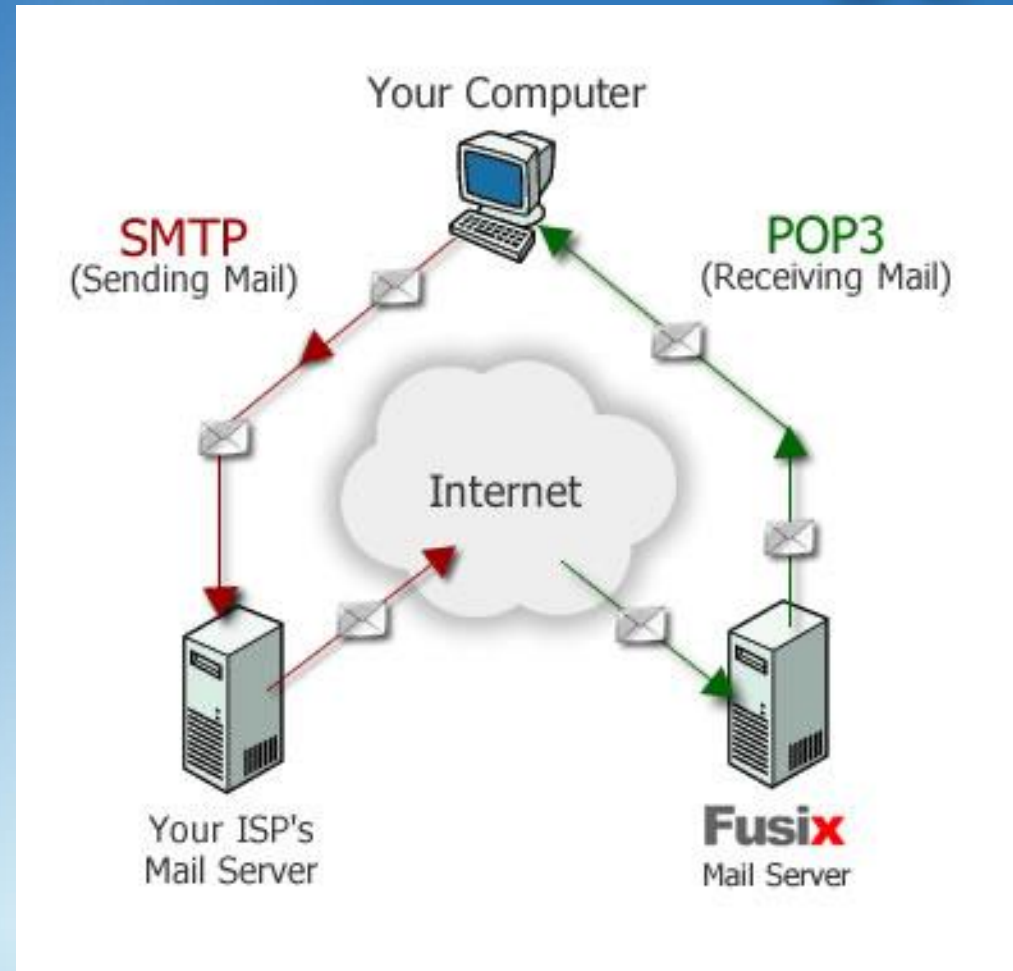 Your Computer
SMTP
(Sending Mail)
POP3
(Receiving Mail)
Internet
Your ISP's
Mail Server
Fusix
Mail Server